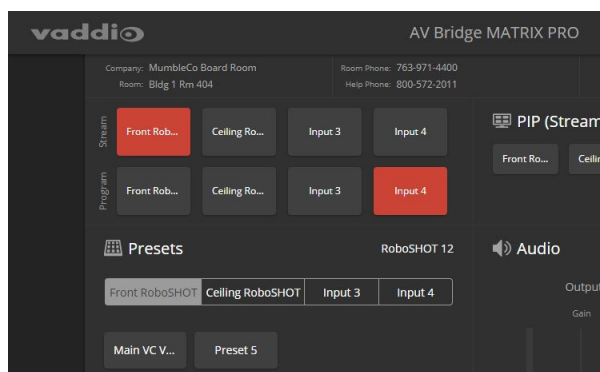 vaddio
AV Bridge MATRIX PRO
Company: MumbleCo Board Room
Room Phone: 763-971-4400
Room: Bldg 1 Rm 404
Help Phone: 800-572-2011
Stream
Front Rob...
Ceiling Ro...
Input 3
Input 4
PIP (Stream
Front Ro...
Ceilin
Program
Front Rob...
Ceiling Ro...
Input 3
Input 4
Presets
RoboSHOT 12
Audio
Front RoboSHOT
Ceiling RoboSHOT
Input 3
Input 4
Output
Gain
Main VC V...
Preset 5